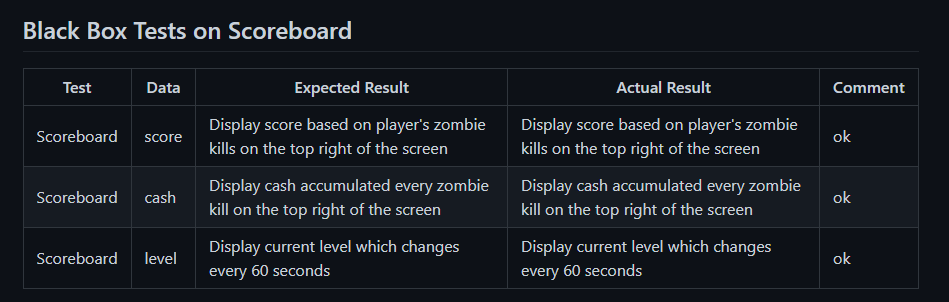 Black Box Tests on Scoreboard
Test Data Expected Result Actual Result Comment
Scoreboard score Display score based on player's zombie kills on the top right of the screen Display score based on player's zombie kills on the top right of the screen ok
Scoreboard cash Display cash accumulated every zombie kill on the top right of the screen Display cash accumulated every zombie kill on the top right of the screen ok
Scoreboard level Display current level which changes every 60 seconds Display current level which changes every 60 seconds ok